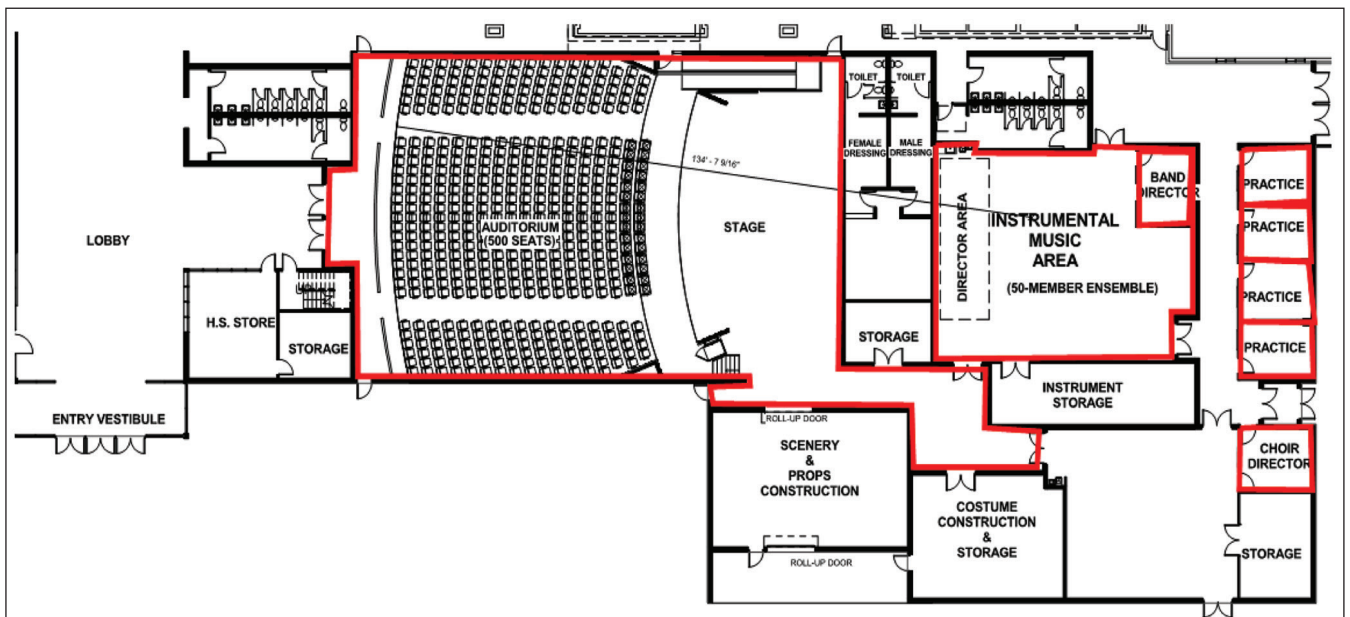 TOILET
TOILET
134' - 7 9/16"
FEMALE
DRESSING
MALE
DRESSING
BAND
DIRECTOR
PRACTICE
PRACTICE
PRACTICE
PRACTICE
LOBBY
AUDITORIUM
(500 SEATS)
STAGE
DIRECTOR AREA
INSTRUMENTAL
MUSIC
AREA
(50-MEMBER ENSEMBLE)
H.S. STORE
STORAGE
STORAGE
INSTRUMENT
STORAGE
ENTRY VESTIBULE
ROLL-UP DOOR
SCENERY
&
PROPS
CONSTRUCTION
CHOIR
DIRECTOR
COSTUME
CONSTRUCTION
&
STORAGE
STORAGE
ROLL-UP DOOR